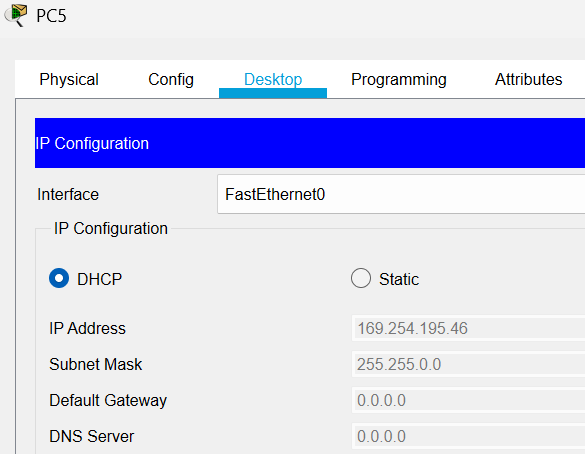 PC5
Physical Config Desktop Programming Attributes
IP Configuration
Interface FastEthernet0
IP Configuration
DHCP Static
IP Address 169.254.195.46
Subnet Mask 255.255.0.0
Default Gateway 0.0.0.0
DNS Server 0.0.0.0